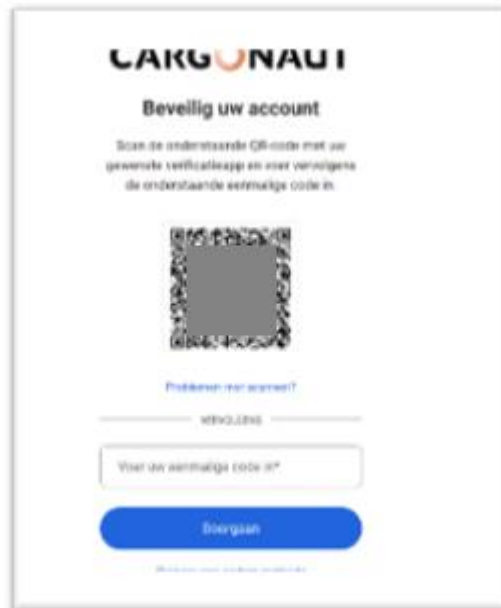 CARGONAUT
Beveilig uw account
Scan de onderstaande QR-code met uw
gewenste verificatieapp en voer vervolgens
de onderstaande eenmalige code in.
Problemen met scannen?
VERVOLGENS
Voer uw eenmalige code in*
Doorgaan